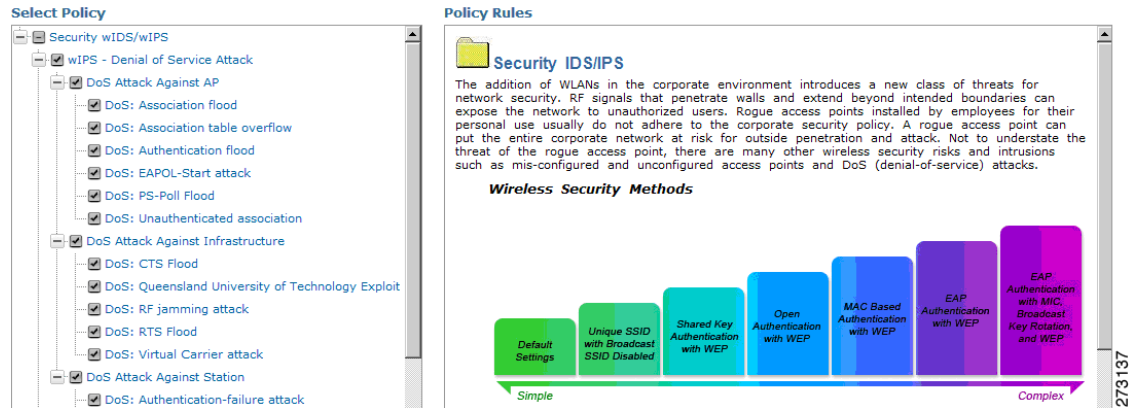 Select Policy
Security wIDS/wIPS
wIPS - Denial of Service Attack
DoS Attack Against AP
DoS: Association flood
DoS: Association table overflow
DoS: Authentication flood
DoS: EAPOL-Start attack
DoS: PS-Poll Flood
DoS: Unauthenticated association
DoS Attack Against Infrastructure
DoS: CTS Flood
DoS: Queensland University of Technology Exploit
DoS: RF jamming attack
DoS: RTS Flood
DoS: Virtual Carrier attack
DoS Attack Against Station
DoS: Authentication-failure attack
Policy Rules
Security IDS/IPS
The addition of WLANs in the corporate environment introduces a new class of threats for
network security. RF signals that penetrate walls and extend beyond intended boundaries can
expose the network to unauthorized users. Rogue access points installed by employees for their
personal use usually do not adhere to the corporate security policy. A rogue access point can
put the entire corporate network at risk for outside penetration and attack. Not to understate the
threat of the rogue access point, there are many other wireless security risks and intrusions
such as mis-configured and unconfigured access points and DoS (denial-of-service) attacks.
Wireless Security Methods
Default
Settings
Unique SSID
with Broadcast
SSID Disabled
Shared Key
Authentication
with WEP
Open
Authentication
with WEP
MAC Based
Authentication
with WEP
EAP
Authentication
with WEP
EAP
Authentication
with MIC,
Broadcast
Key Rotation,
and WEP
Simple
Complex
273137